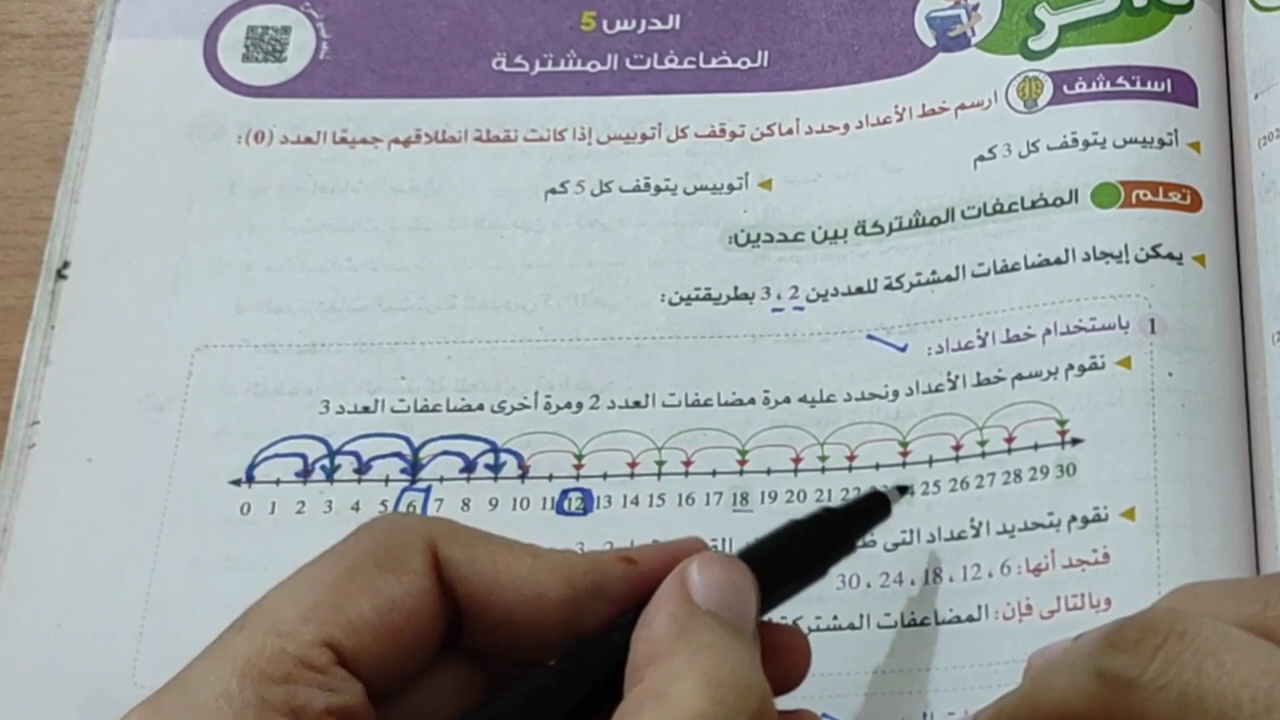 الدرس 5
المضاعفات المشتركة
استكشف
ارسم خط الأعداد وحدد أماكن توقف كل أتوبيس إذا كانت نقطة انطلاقهم جميعًا العدد (0):
أتوبيس يتوقف كل 3 كم
أتوبيس يتوقف كل 5 كم
تعلم
المضاعفات المشتركة بين عددين:
يمكن إيجاد المضاعفات المشتركة للعددين 2 ، 3 بطريقتين:
1 باستخدام خط الأعداد:
نقوم برسم خط الأعداد ونحدد عليه مرة مضاعفات العدد 2 ومرة أخرى مضاعفات العدد 3
0 1 2 3 4 5 6 7 8 9 10 11 12 13 14 15 16 17 18 19 20 21 22 25 26 27 28 29 30
نقوم بتحديد الأعداد التى
فتجد أنها: 6 ، 12 ، 18 ، 24 ، 30
وبالتالى فإن: المضاعفات المشتركة